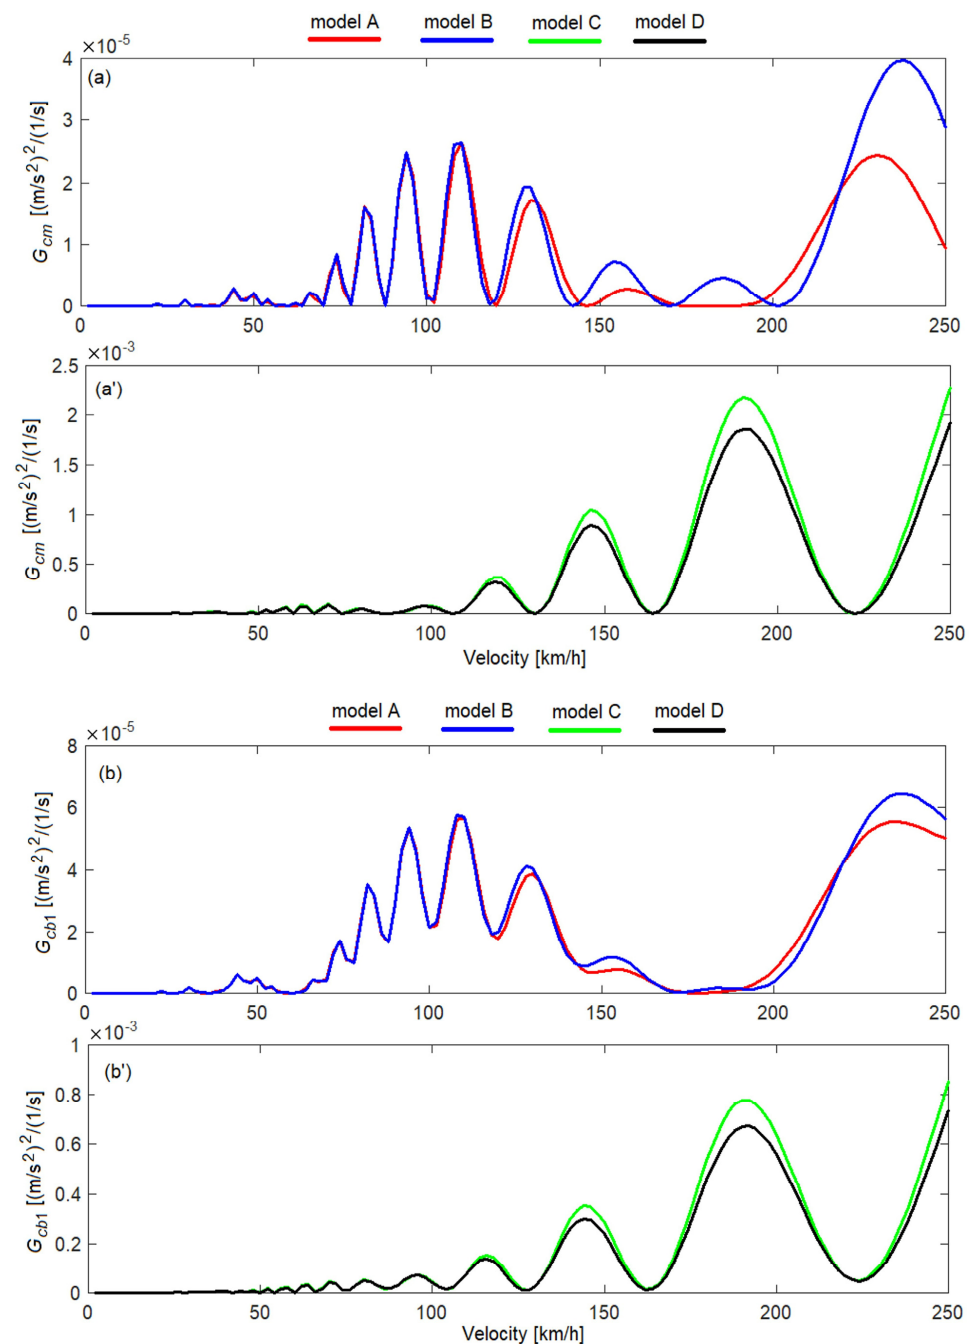 model A model B model C model D
×10⁻⁵
(a)
G_cm [(m/s²)²/(1/s]
4
3
2
1
0
0 50 100 150 200 250
×10⁻³
(a')
G_cm [(m/s²)²/(1/s]
2.5
2
1.5
1
0.5
0
0 50 100 150 200 250
Velocity [km/h]
model A model B model C model D
×10⁻⁵
(b)
G_cb1 [(m/s²)²/(1/s]
8
6
4
2
0
0 50 100 150 200 250
×10⁻³
(b')
G_cb1 [(m/s²)²/(1/s]
1
0.8
0.6
0.4
0.2
0
0 50 100 150 200 250
Velocity [km/h]